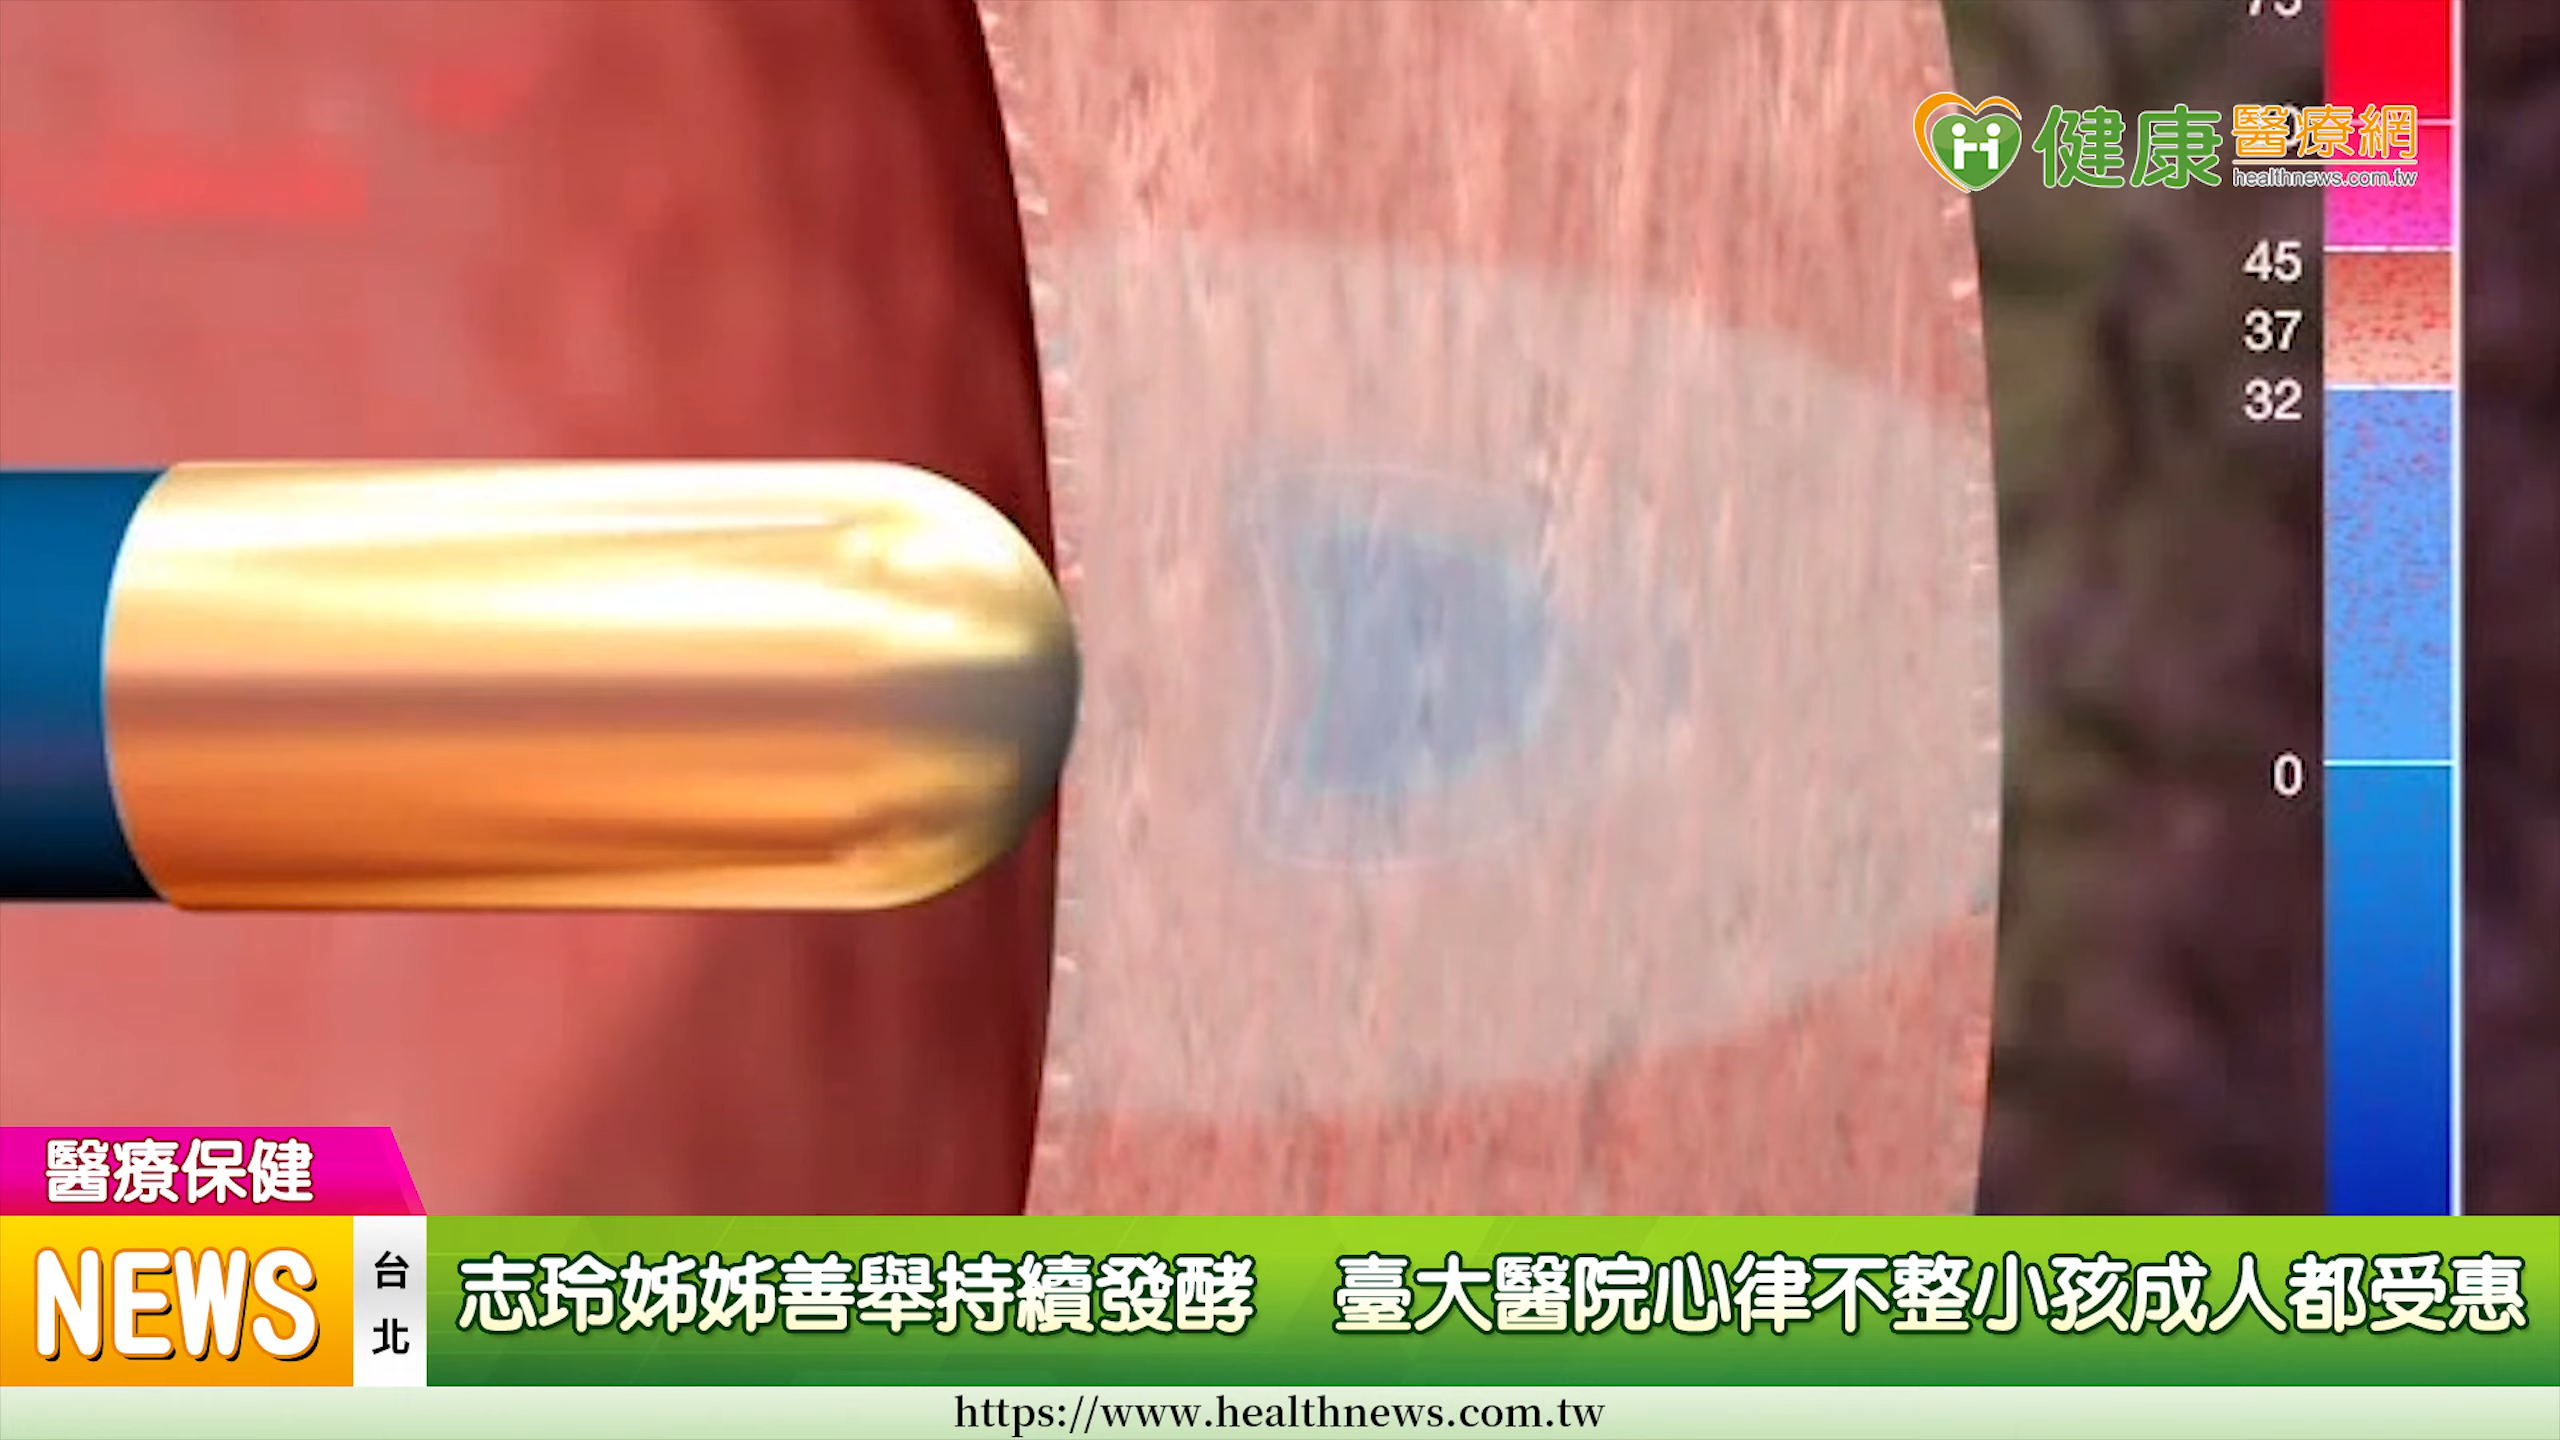 75
健康 醫療網
healthnews.com.tw
45
37
32
0
醫療保健
NEWS
台北
志玲姊姊善舉持續發酵 臺大醫院心律不整小孩成人都受惠
https://www.healthnews.com.tw